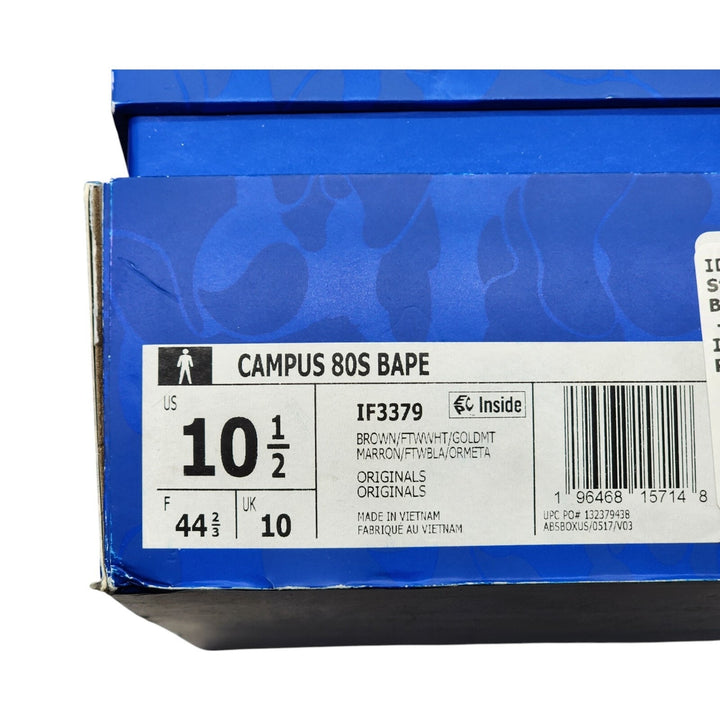 CAMPUS 80S BAPE
US
10 1/2
F
44 2/3
UK
10
IF3379
Inside
BROWN/FTWWHT/GOLDMT
MARRON/FTWBLA/ORMETA
ORIGINALS
ORIGINALS
MADE IN VIETNAM
FABRIQUÉ AU VIETNAM
1 96468 15714 8
UPC PO# 132379438
ABSBOXUS/0517/V03